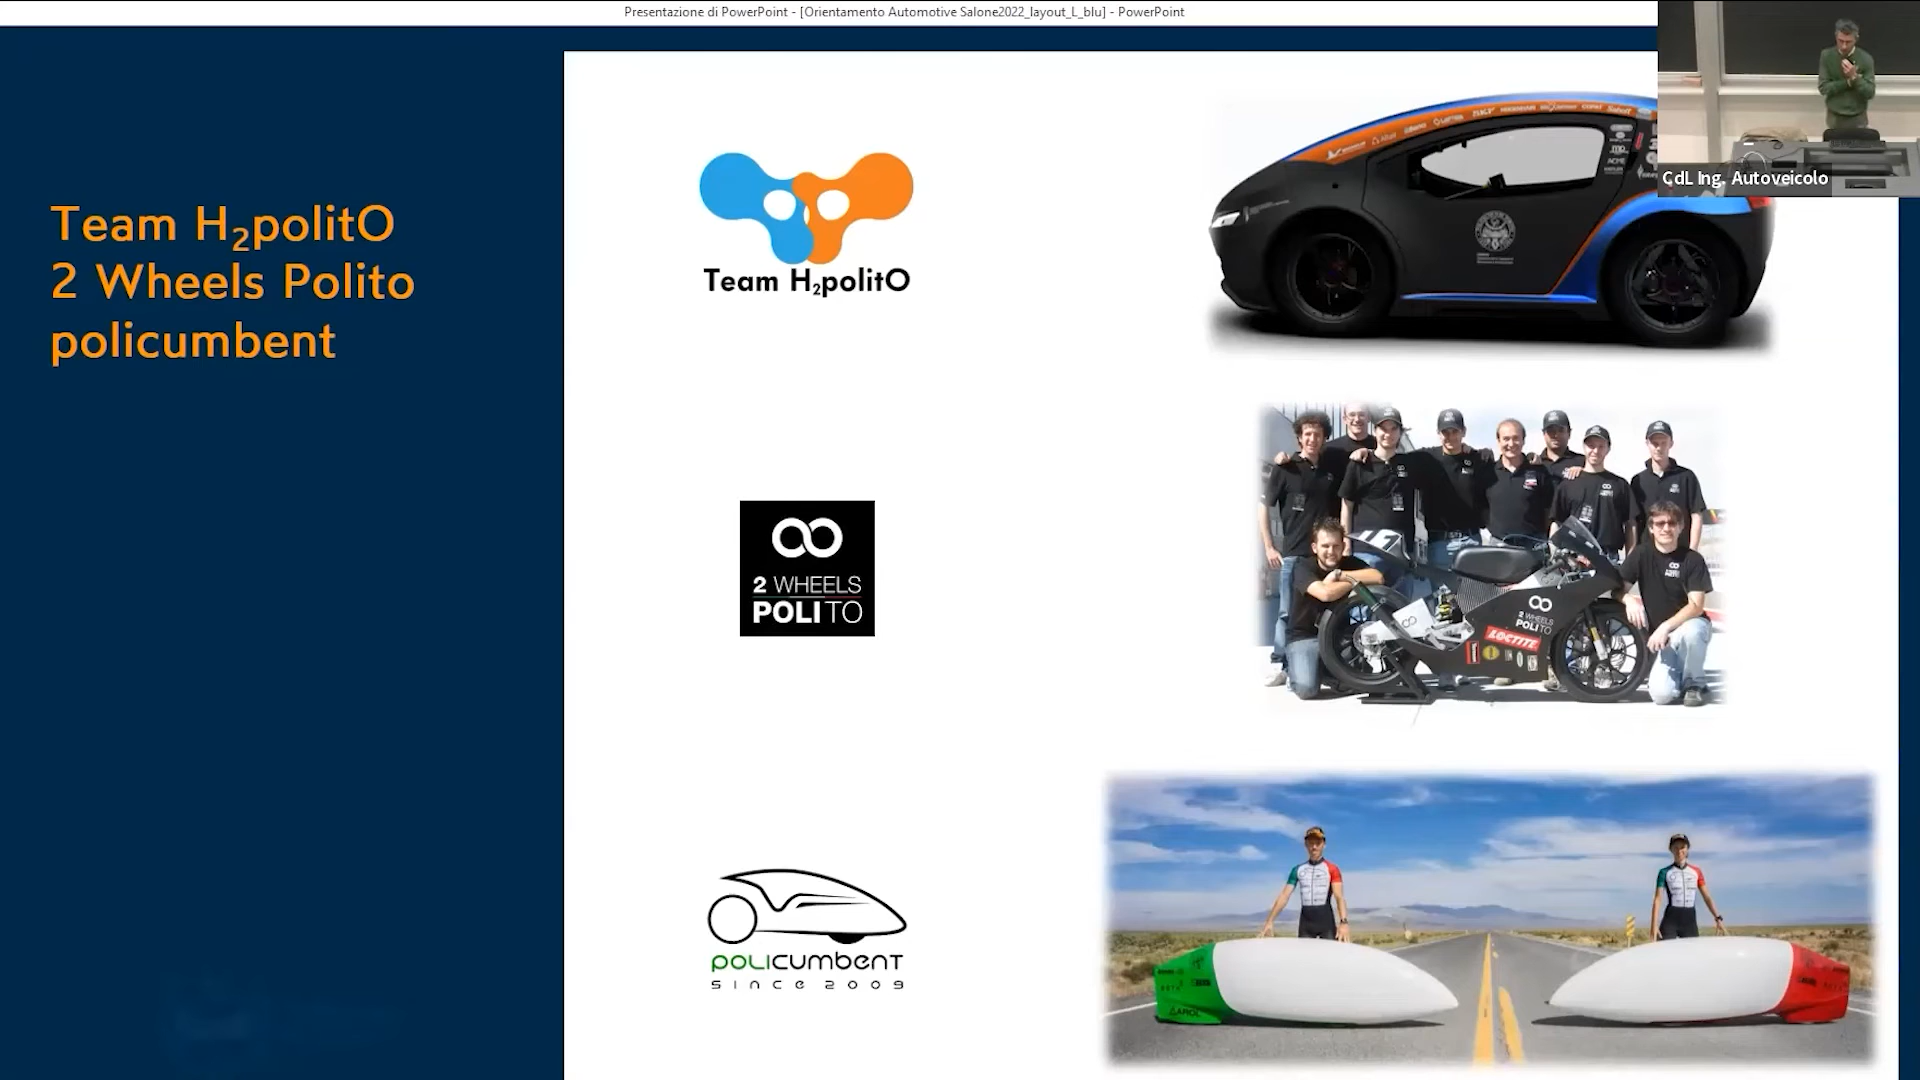 Presentazione di PowerPoint - [Orientamento Automotive Salone2022_layout_L_blu] - PowerPoint
CdL Ing. Autoveicolo
Team H₂politO
2 Wheels Polito
policumbent
Team H₂politO
2 WHEELS
POLITO
2 WHEELS
POLITO
LOCTITE
POLICUMBENT
SINCE 2009